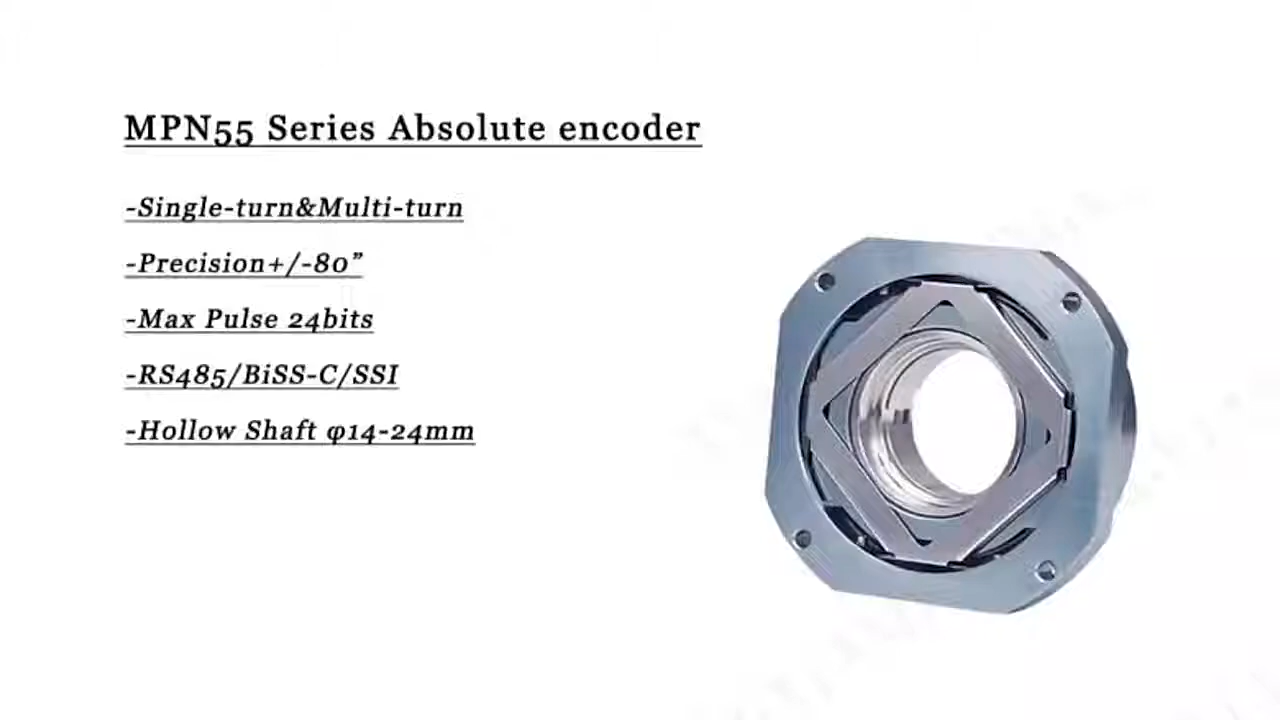 MPN55 Series Absolute encoder
-Single-turn&Multi-turn
-Precision+/-80”
-Max Pulse 24bits
-RS485/BiSS-C/SSI
-Hollow Shaft φ14-24mm